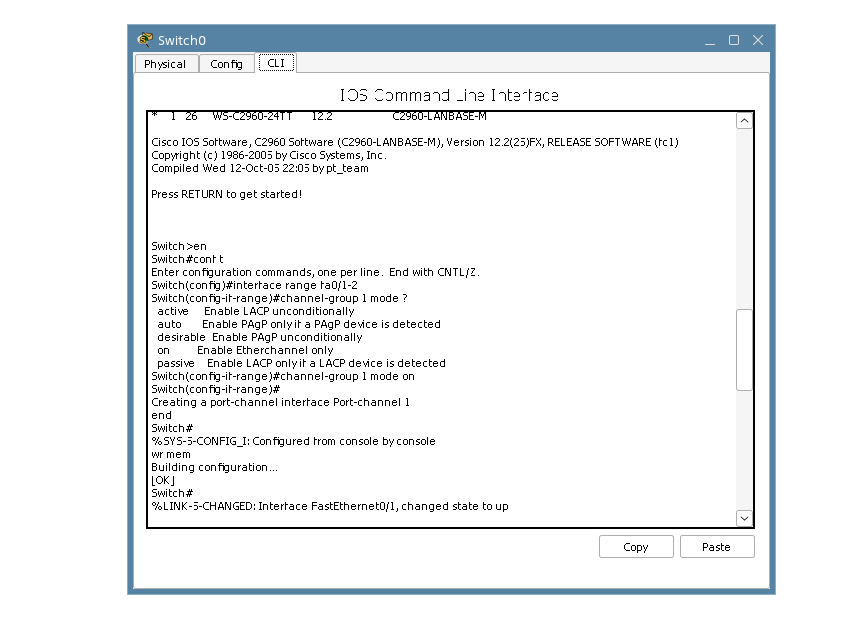 Switch0
Physical Config CLI
IOS Command Line Interface
* 1 26 WS-C2960-24TT 12.2 C2960-LANBASE-M
Cisco IOS Software, C2960 Software (C2960-LANBASE-M), Version 12.2(25)FX, RELEASE SOFTWARE (fc1)
Copyright (c) 1986-2005 by Cisco Systems, Inc.
Compiled Wed 12-Oct-05 22:05 by pt_team
Press RETURN to get started!
Switch>en
Switch#conf t
Enter configuration commands, one per line. End with CNTL/Z.
Switch(config)#interface range fa0/1-2
Switch(config-if-range)#channel-group 1 mode ?
active Enable LACP unconditionally
auto Enable PAgP only if a PAgP device is detected
desirable Enable PAgP unconditionally
on Enable Etherchannel only
passive Enable LACP only if a LACP device is detected
Switch(config-if-range)#channel-group 1 mode on
Switch(config-if-range)#
Creating a port-channel interface Port-channel 1
end
Switch#
%SYS-5-CONFIG_I: Configured from console by console
wr mem
Building configuration...
[OK]
Switch#
%LINK-5-CHANGED: Interface FastEthernet0/1, changed state to up
Copy Paste